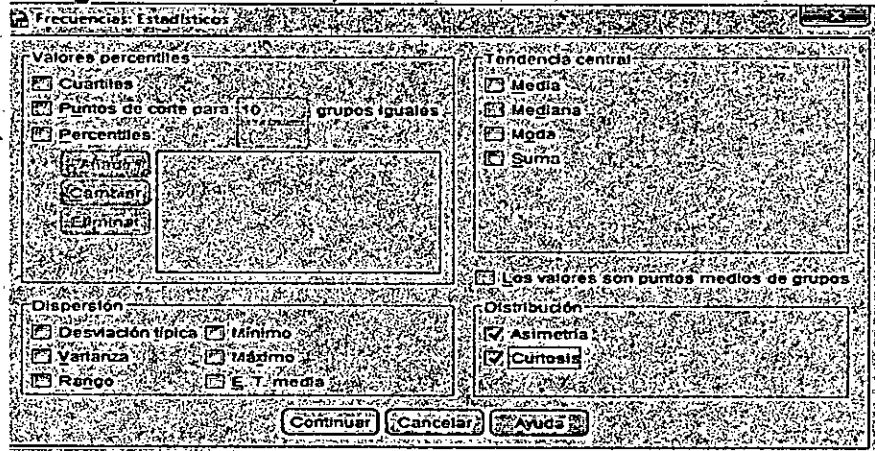 Frecuencias: Estadísticos
Valores percentiles
Cuartiles
Puntos de corte para 10 grupos iguales
Percentiles:
Añadir
Cambiar
Eliminar
Tendencia central
Media
Mediana
Moda
Suma
Los valores son puntos medios de grupos
Dispersión
Desviación típica
Mínimo
Varianza
Máximo
Rango
E. T. media
Distribución
Asimetría
Curtosis
Continuar
Cancelar
Ayuda